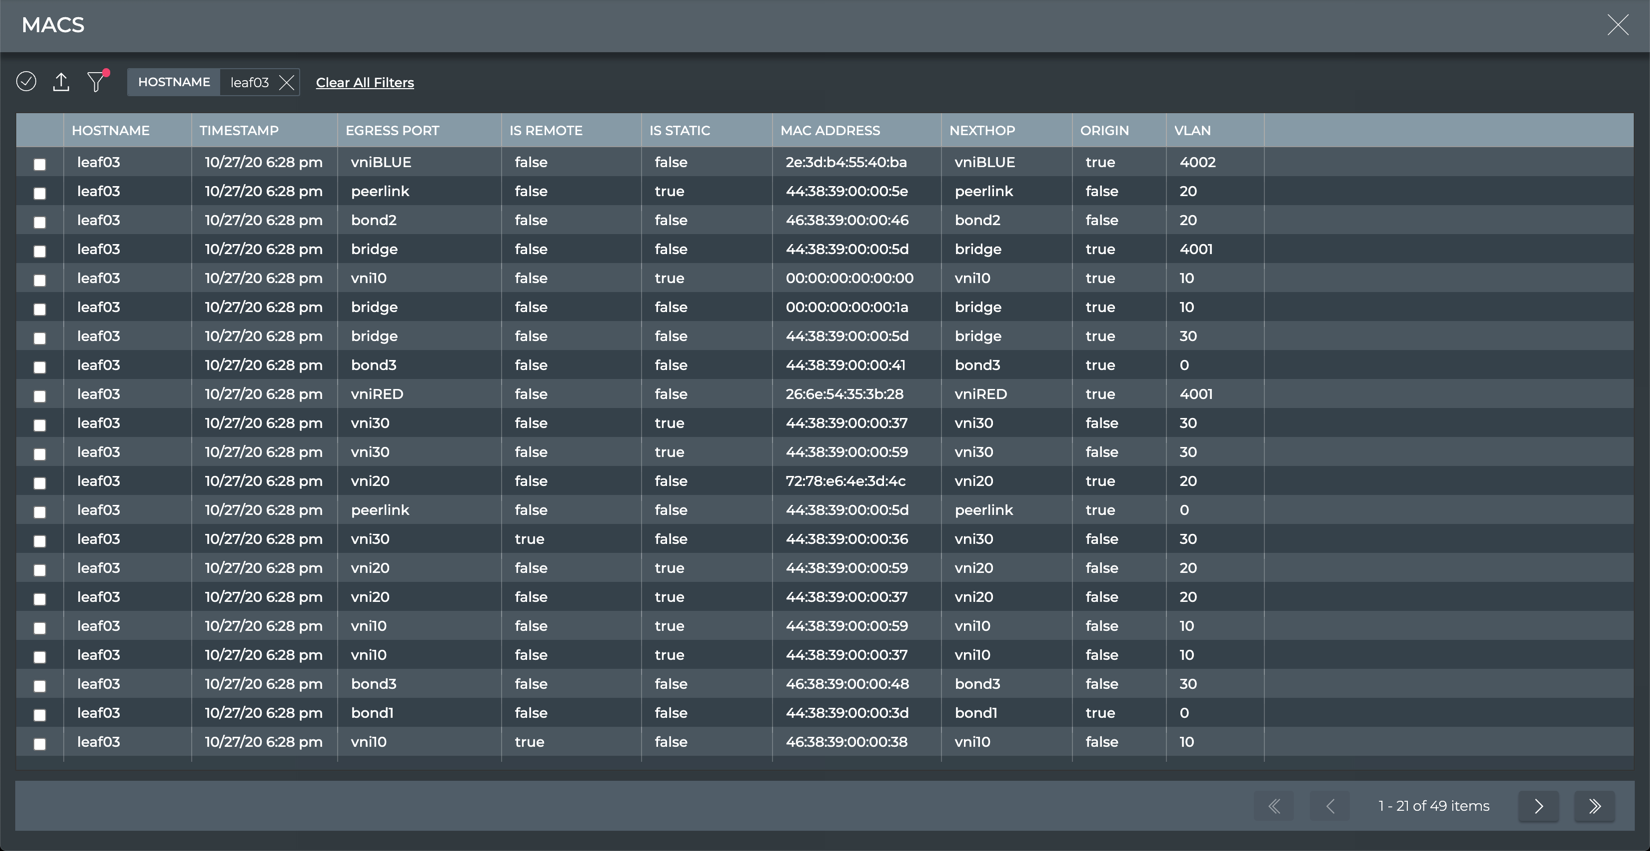 MACS
HOSTNAME leaf03 Clear All Filters
HOSTNAME TIMESTAMP EGRESS PORT IS REMOTE IS STATIC MAC ADDRESS NEXTHOP ORIGIN VLAN
leaf03 10/27/20 6:28 pm vniBLUE false false 2e:3d:b4:55:40:ba vniBLUE true 4002
leaf03 10/27/20 6:28 pm peerlink false true 44:38:39:00:00:5e peerlink false 20
leaf03 10/27/20 6:28 pm bond2 false false 46:38:39:00:00:46 bond2 false 20
leaf03 10/27/20 6:28 pm bridge false false 44:38:39:00:00:5d bridge true 4001
leaf03 10/27/20 6:28 pm vni10 false true 00:00:00:00:00:00 vni10 true 10
leaf03 10/27/20 6:28 pm bridge false false 00:00:00:00:00:1a bridge true 10
leaf03 10/27/20 6:28 pm bridge false false 44:38:39:00:00:5d bridge true 30
leaf03 10/27/20 6:28 pm bond3 false false 44:38:39:00:00:41 bond3 true 0
leaf03 10/27/20 6:28 pm vniRED false false 26:6e:54:35:3b:28 vniRED true 4001
leaf03 10/27/20 6:28 pm vni30 false true 44:38:39:00:00:37 vni30 false 30
leaf03 10/27/20 6:28 pm vni30 false true 44:38:39:00:00:59 vni30 false 30
leaf03 10/27/20 6:28 pm vni20 false false 72:78:e6:4e:3d:4c vni20 true 20
leaf03 10/27/20 6:28 pm peerlink false false 44:38:39:00:00:5d peerlink true 0
leaf03 10/27/20 6:28 pm vni30 true false 44:38:39:00:00:36 vni30 false 30
leaf03 10/27/20 6:28 pm vni20 false true 44:38:39:00:00:59 vni20 false 20
leaf03 10/27/20 6:28 pm vni20 false true 44:38:39:00:00:37 vni20 false 20
leaf03 10/27/20 6:28 pm vni10 false true 44:38:39:00:00:59 vni10 false 10
leaf03 10/27/20 6:28 pm vni10 false true 44:38:39:00:00:37 vni10 false 10
leaf03 10/27/20 6:28 pm bond3 false false 46:38:39:00:00:48 bond3 false 30
leaf03 10/27/20 6:28 pm bond1 false false 44:38:39:00:00:3d bond1 true 0
leaf03 10/27/20 6:28 pm vni10 true false 46:38:39:00:00:38 vni10 false 10
1 - 21 of 49 items